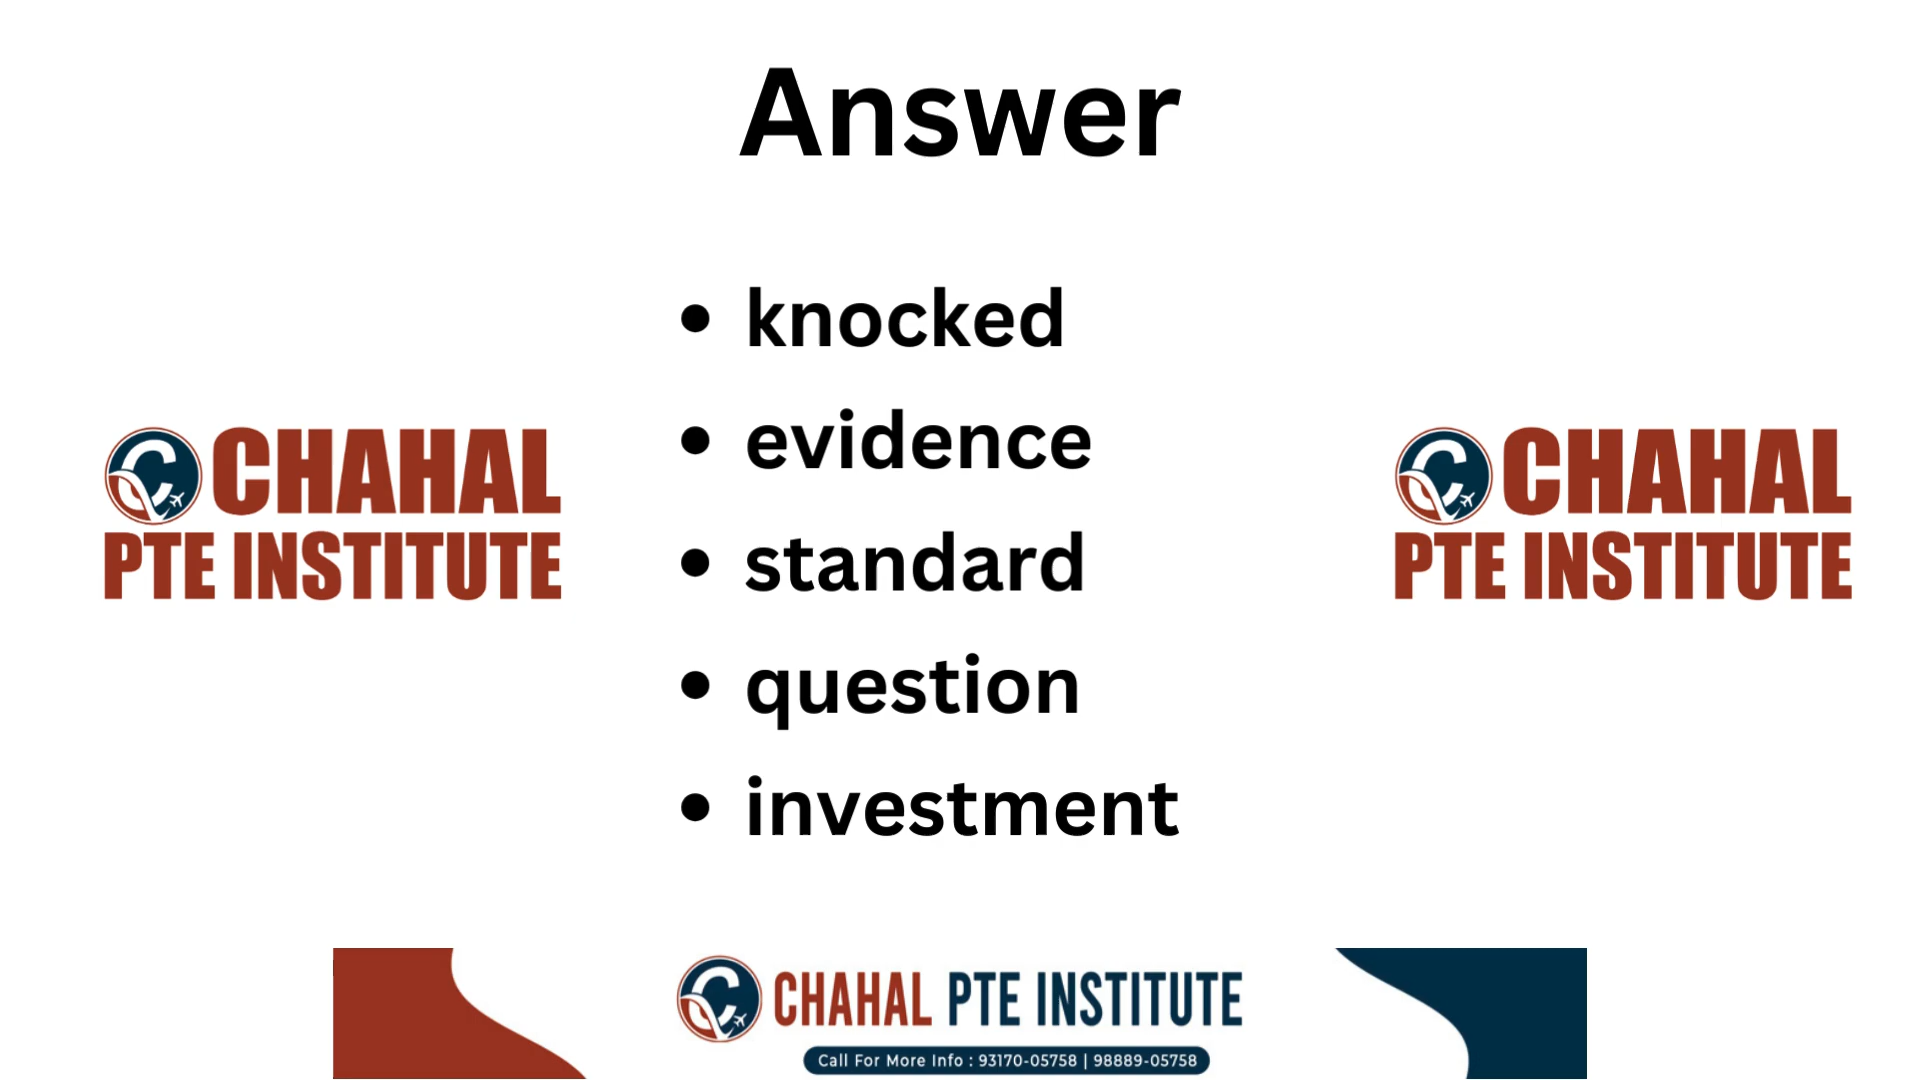 Answer
• knocked
• evidence
• standard
• question
• investment
CHAHAL
PTE INSTITUTE
CHAHAL
PTE INSTITUTE
CHAHAL PTE INSTITUTE
Call For More Info : 93170-05758 | 98889-05758